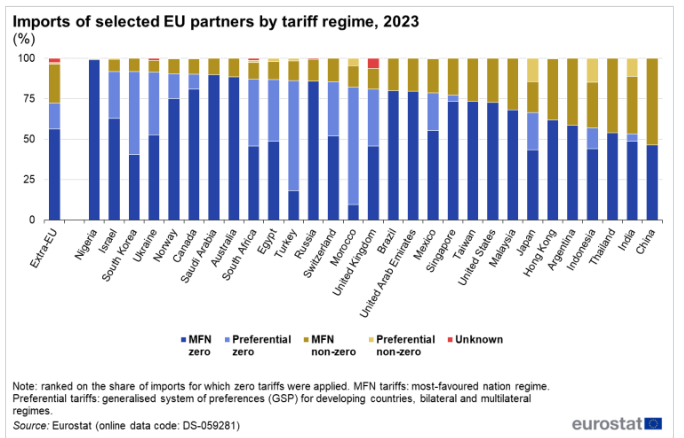 Imports of selected EU partners by tariff regime, 2023
(%)
100
75
50
25
0
Extra-EU
Nigeria
Israel
South Korea
Ukraine
Norway
Canada
Saudi Arabia
Australia
South Africa
Egypt
Turkey
Russia
Switzerland
Morocco
United Kingdom
Brazil
United Arab Emirates
Mexico
Singapore
Taiwan
United States
Malaysia
Japan
Hong Kong
Argentina
Indonesia
Thailand
India
China
MFN zero
Preferential zero
MFN non-zero
Preferential non-zero
Unknown
Note: ranked on the share of imports for which zero tariffs were applied. MFN tariffs: most-favoured nation regime.
Preferential tariffs: generalised system of preferences (GSP) for developing countries, bilateral and multilateral
regimes.
Source: Eurostat (online data code: DS-059281)
eurostat